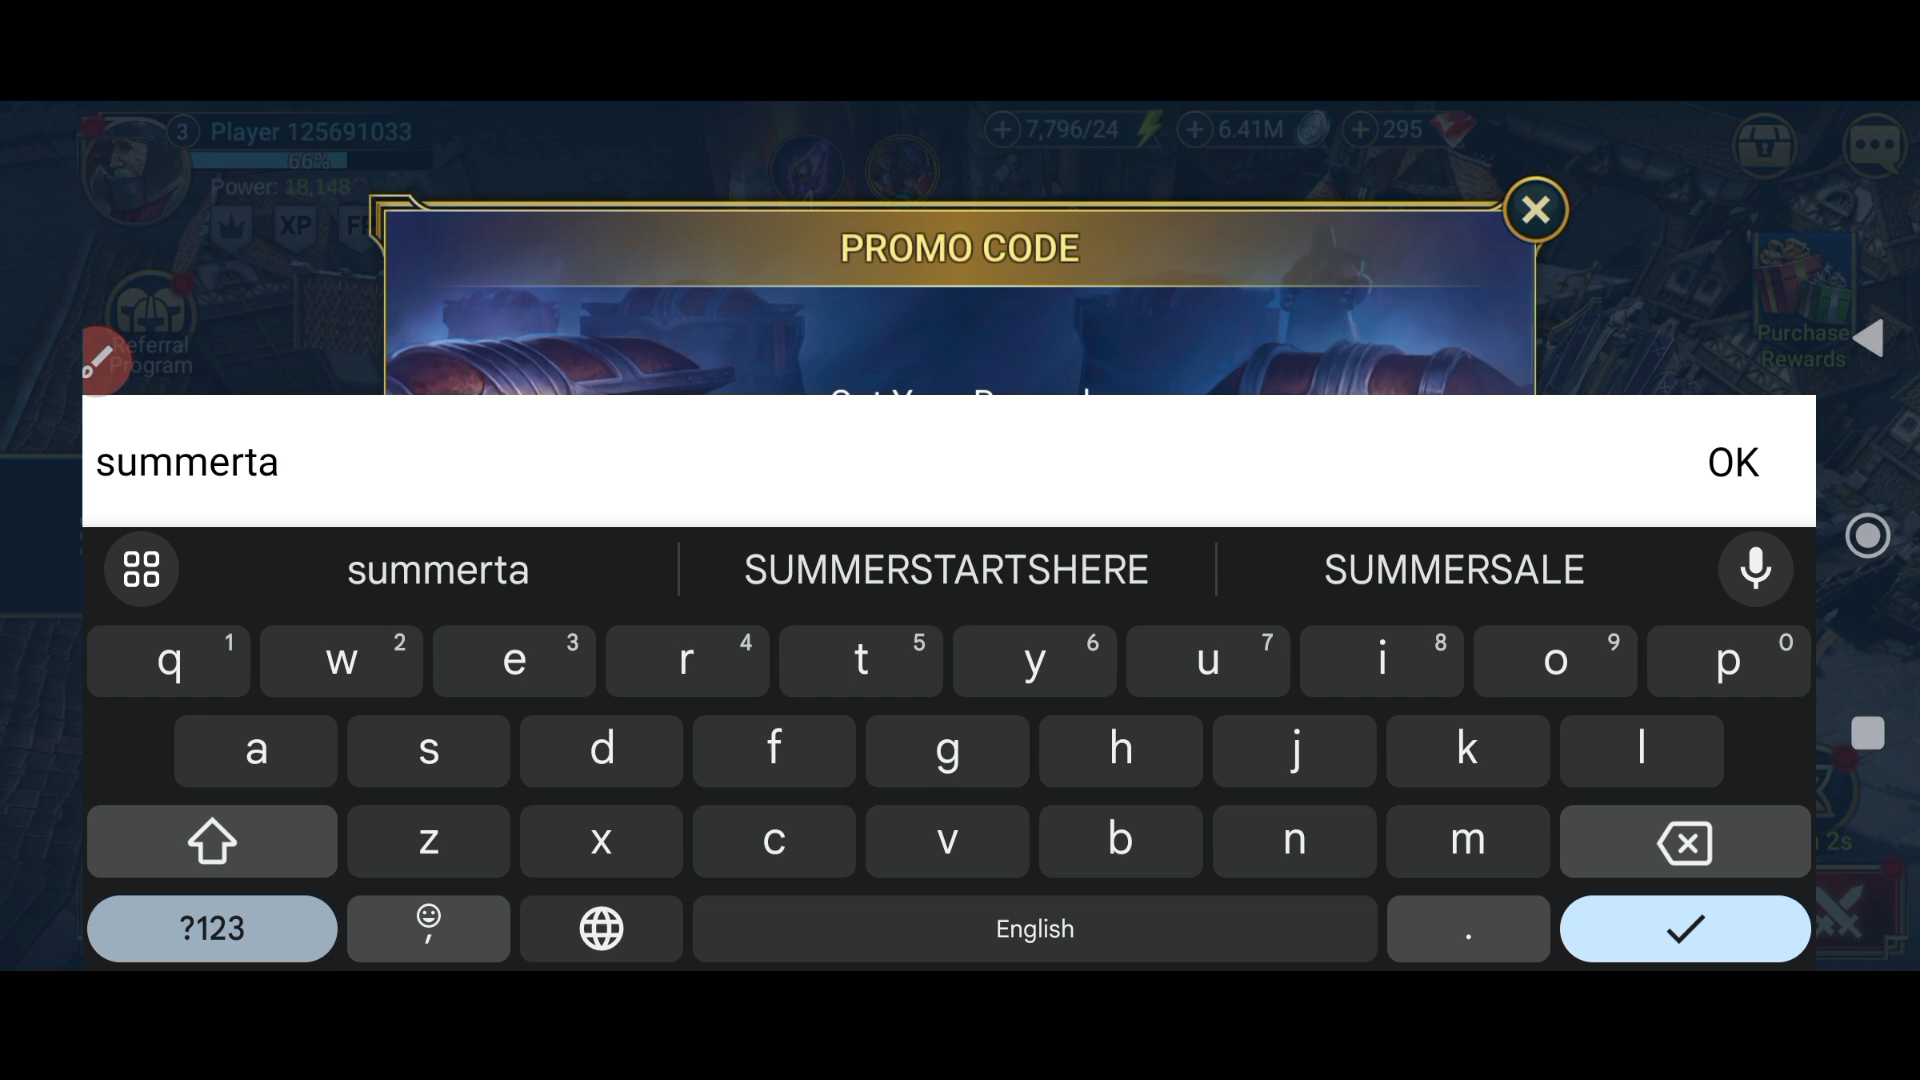 3 Player 125691033
66%
Power: 18,148
XP
7,796/24
6.41M
295
PROMO CODE
Referral
Program
Purchase
Rewards
summerta
OK
summerta SUMMERSTARTSHERE SUMMERSALE
q 1 w 2 e 3 r 4 t 5 y 6 u 7 i 8 o 9 p 0
a s d f g h j k l
z x c v b n m
2s
?123 , English .